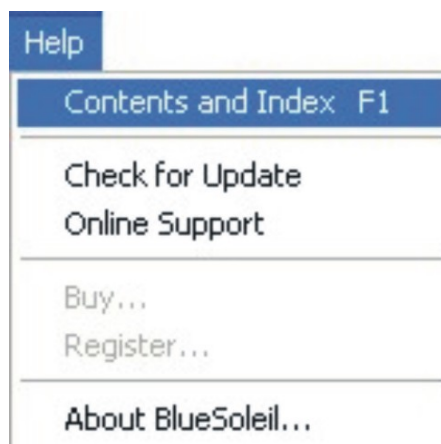 Help
Contents and Index F1
Check for Update
Online Support
Buy...
Register...
About BlueSoleil...